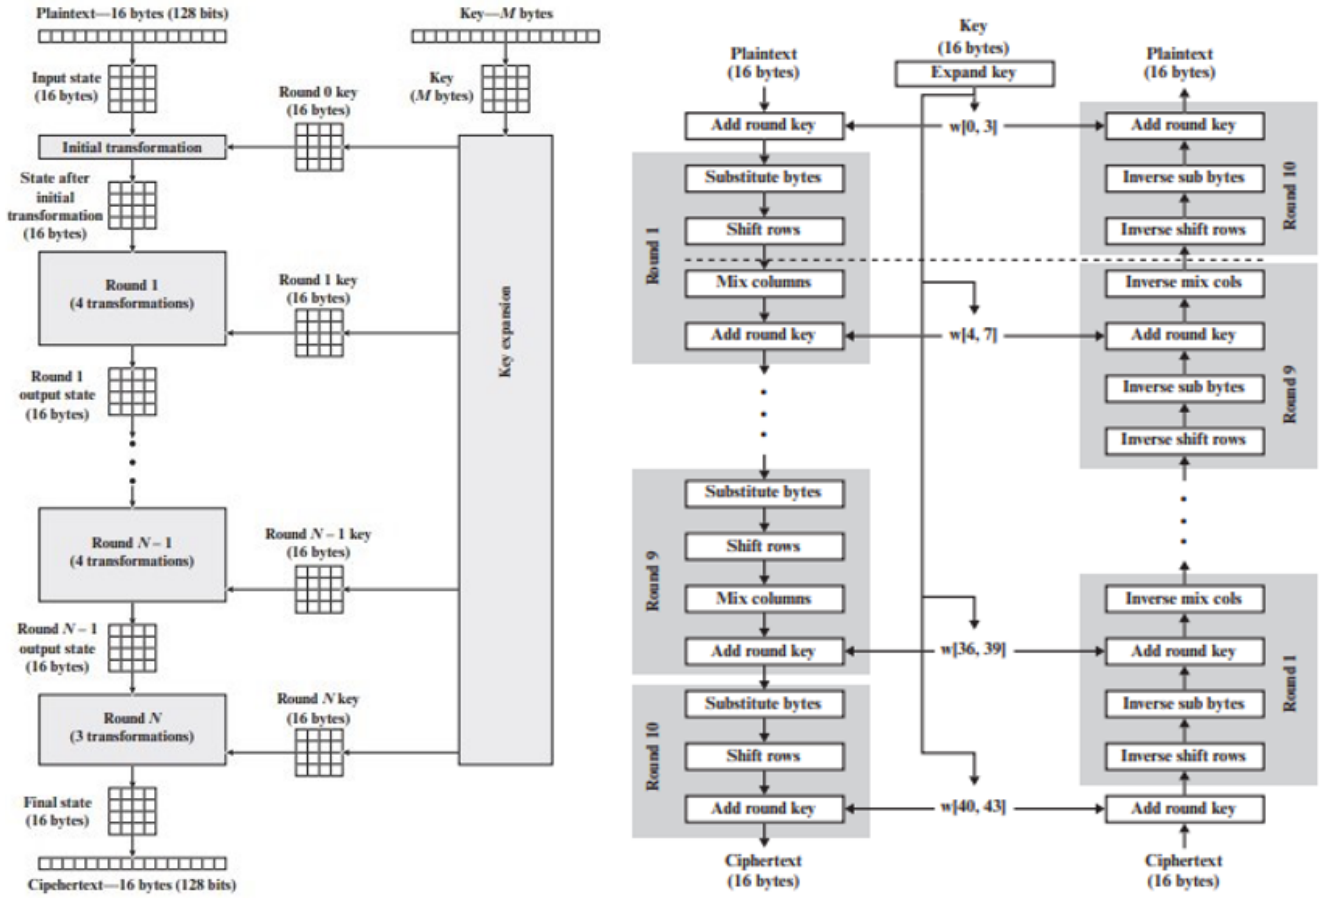 Plaintext—16 bytes (128 bits)
Key—M bytes
Input state
(16 bytes)
Key
(M bytes)
Round 0 key
(16 bytes)
Initial transformation
State after
initial
transformation
(16 bytes)
Round 1
(4 transformations)
Round 1 key
(16 bytes)
Key expansion
Round 1
output state
(16 bytes)
Round N – 1
(4 transformations)
Round N – 1 key
(16 bytes)
Round N – 1
output state
(16 bytes)
Round N
(3 transformations)
Round N key
(16 bytes)
Final state
(16 bytes)
Cipehertext—16 bytes (128 bits)
Plaintext
(16 bytes)
Add round key
Round 1
Substitute bytes
Shift rows
Mix columns
Add round key
Round 9
Substitute bytes
Shift rows
Mix columns
Add round key
Round 10
Substitute bytes
Shift rows
Add round key
Ciphertext
(16 bytes)
Key
(16 bytes)
Expand key
w[0, 3]
w[4, 7]
w[36, 39]
w[40, 43]
Plaintext
(16 bytes)
Add round key
Inverse sub bytes
Inverse shift rows
Round 10
Inverse mix cols
Add round key
Inverse sub bytes
Inverse shift rows
Round 9
Inverse mix cols
Add round key
Inverse sub bytes
Inverse shift rows
Round 1
Add round key
Ciphertext
(16 bytes)